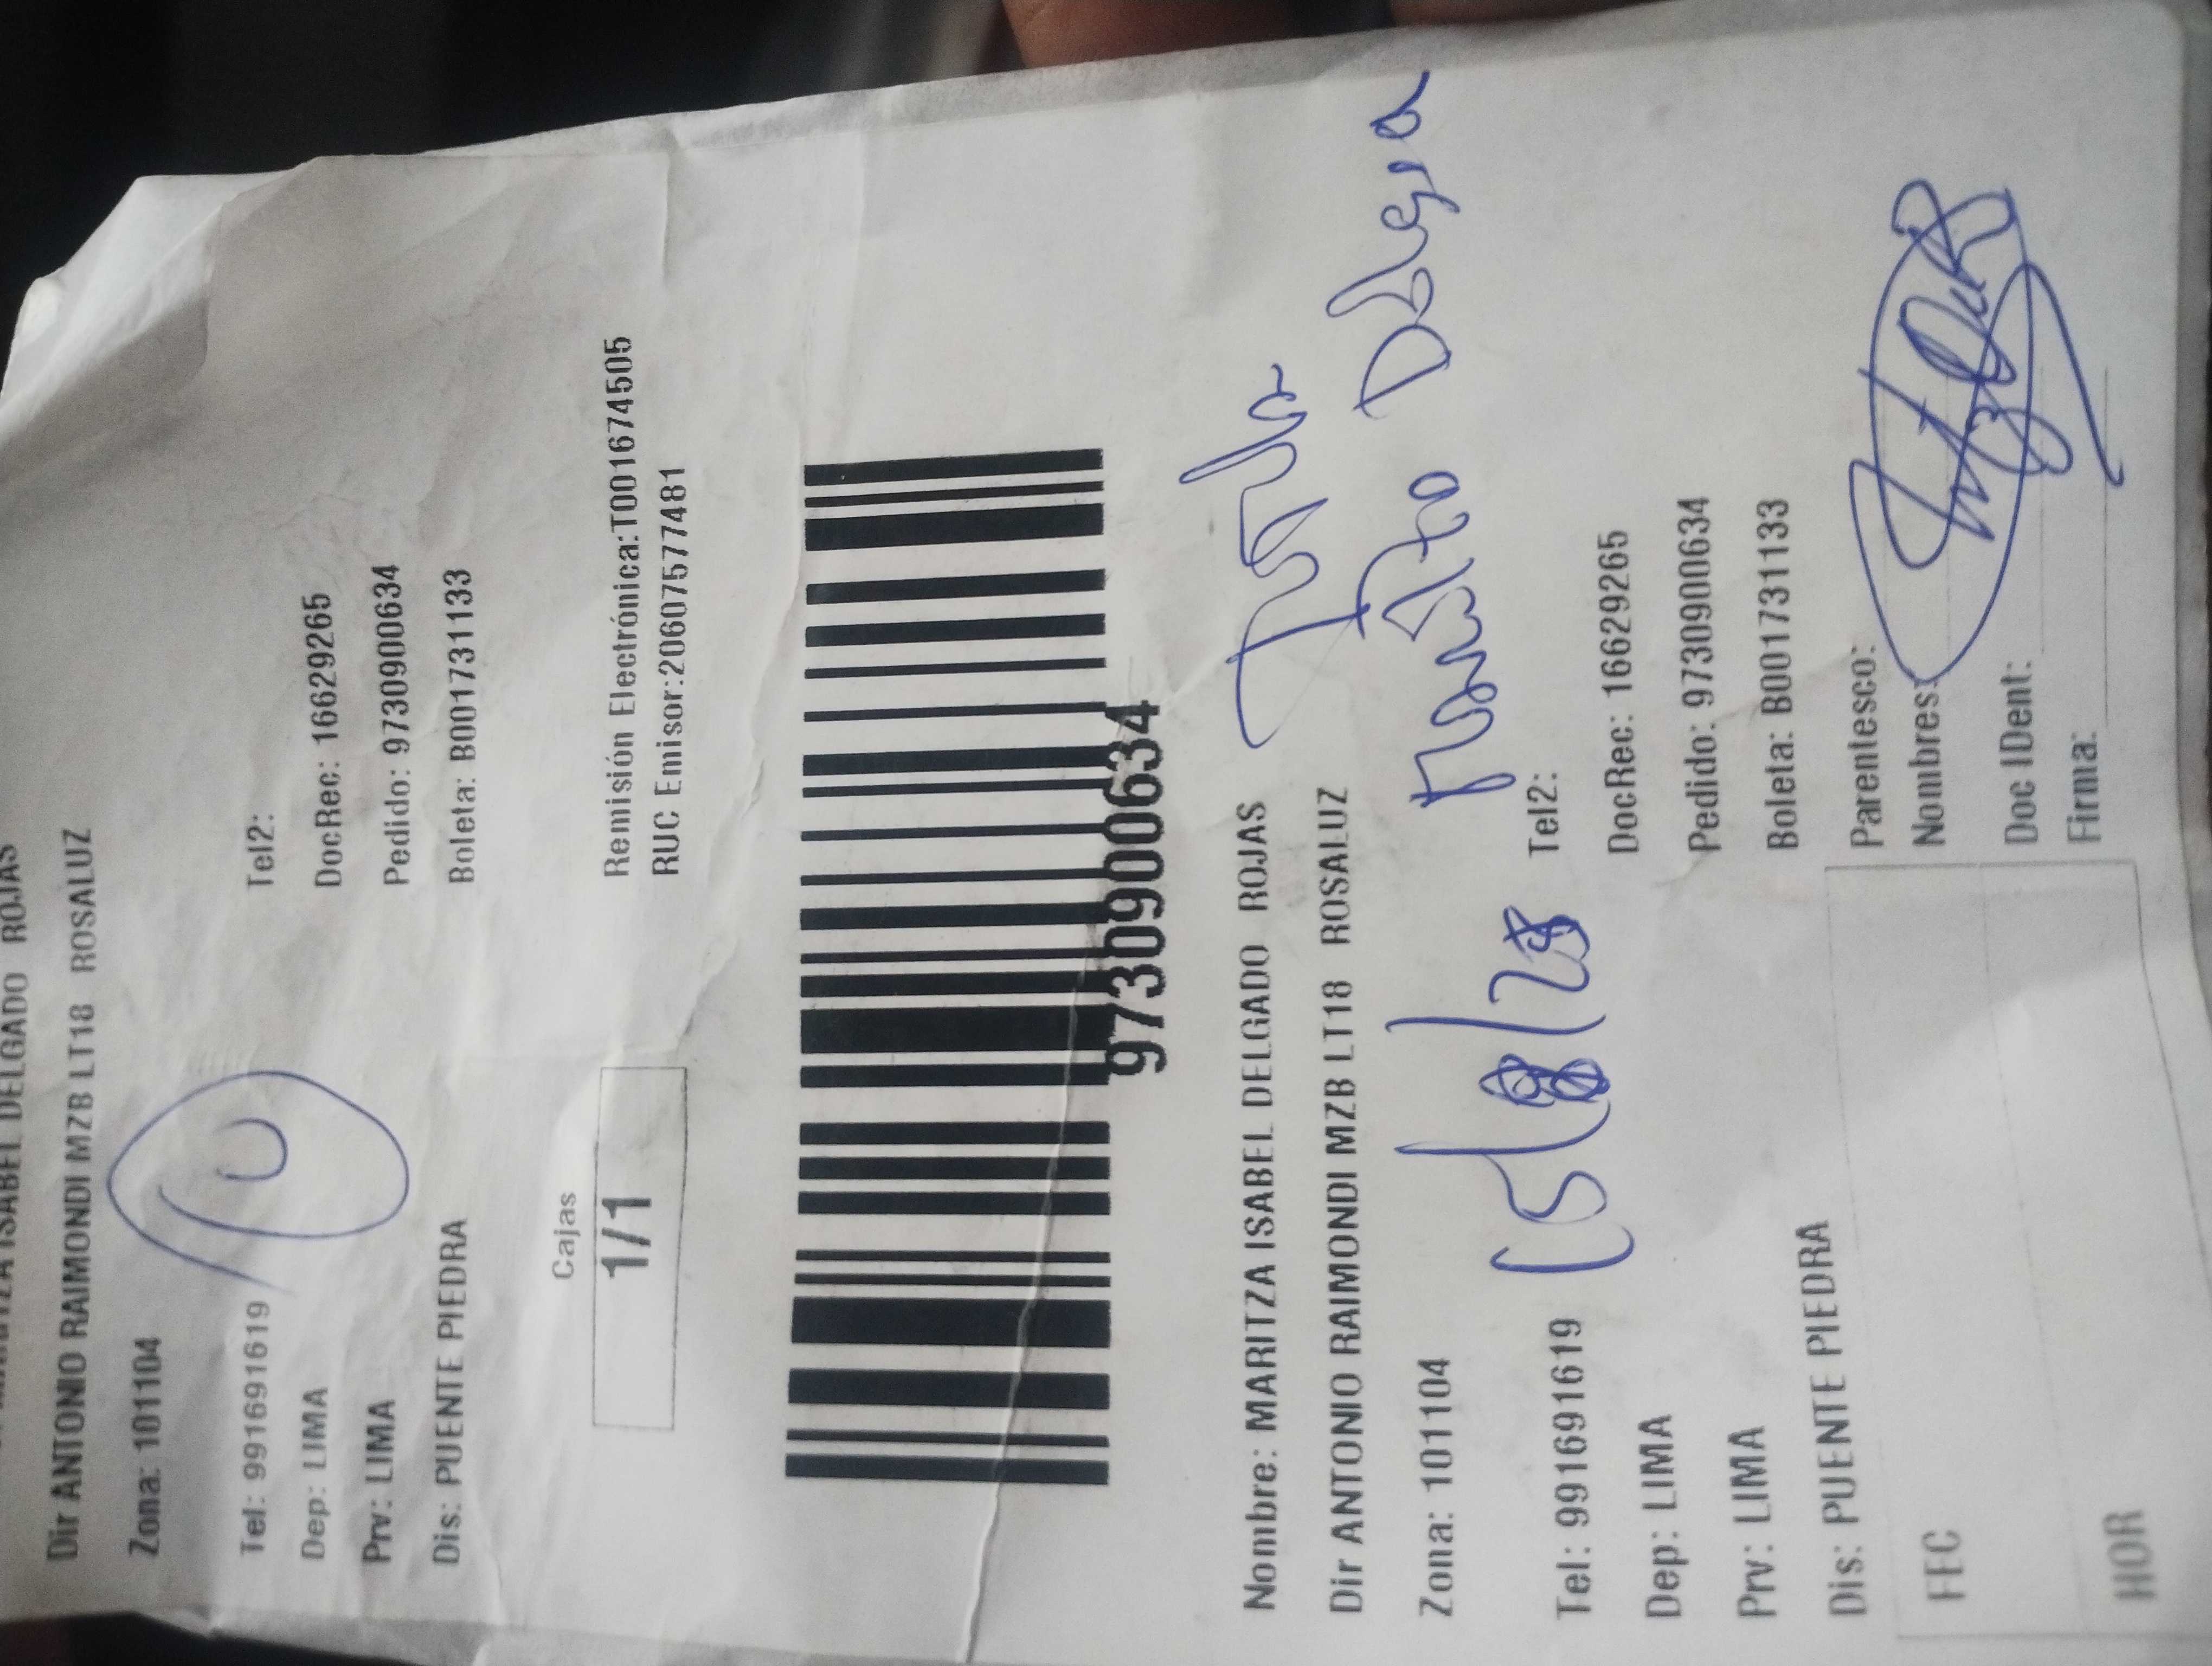 ISABEL DELGADO ROJAS
Dir ANTONIO RAIMONDI MZB LT18 ROSALUZ
Zona: 101104
Tel: 991691619 Tel2:
Dep: LIMA DocRec: 16629265
Prv: LIMA Pedido: 97309000634
Dis: PUENTE PIEDRA Boleta: B001731133
Cajas
1/1
Remisión Electrónica:T001674505
RUC Emisor:20607577481
9730900634
Nombre: MARITZA ISABEL DELGADO ROJAS
Dir ANTONIO RAIMONDI MZB LT18 ROSALUZ
Zona: 101104
Tel: 991691619 Tel2:
Dep: LIMA DocRec: 16629265
Prv: LIMA Pedido: 9730900634
Dis: PUENTE PIEDRA Boleta: B001731133
FEC Parentesco:
Nombres:
Doc IDent:
HOR Firma: